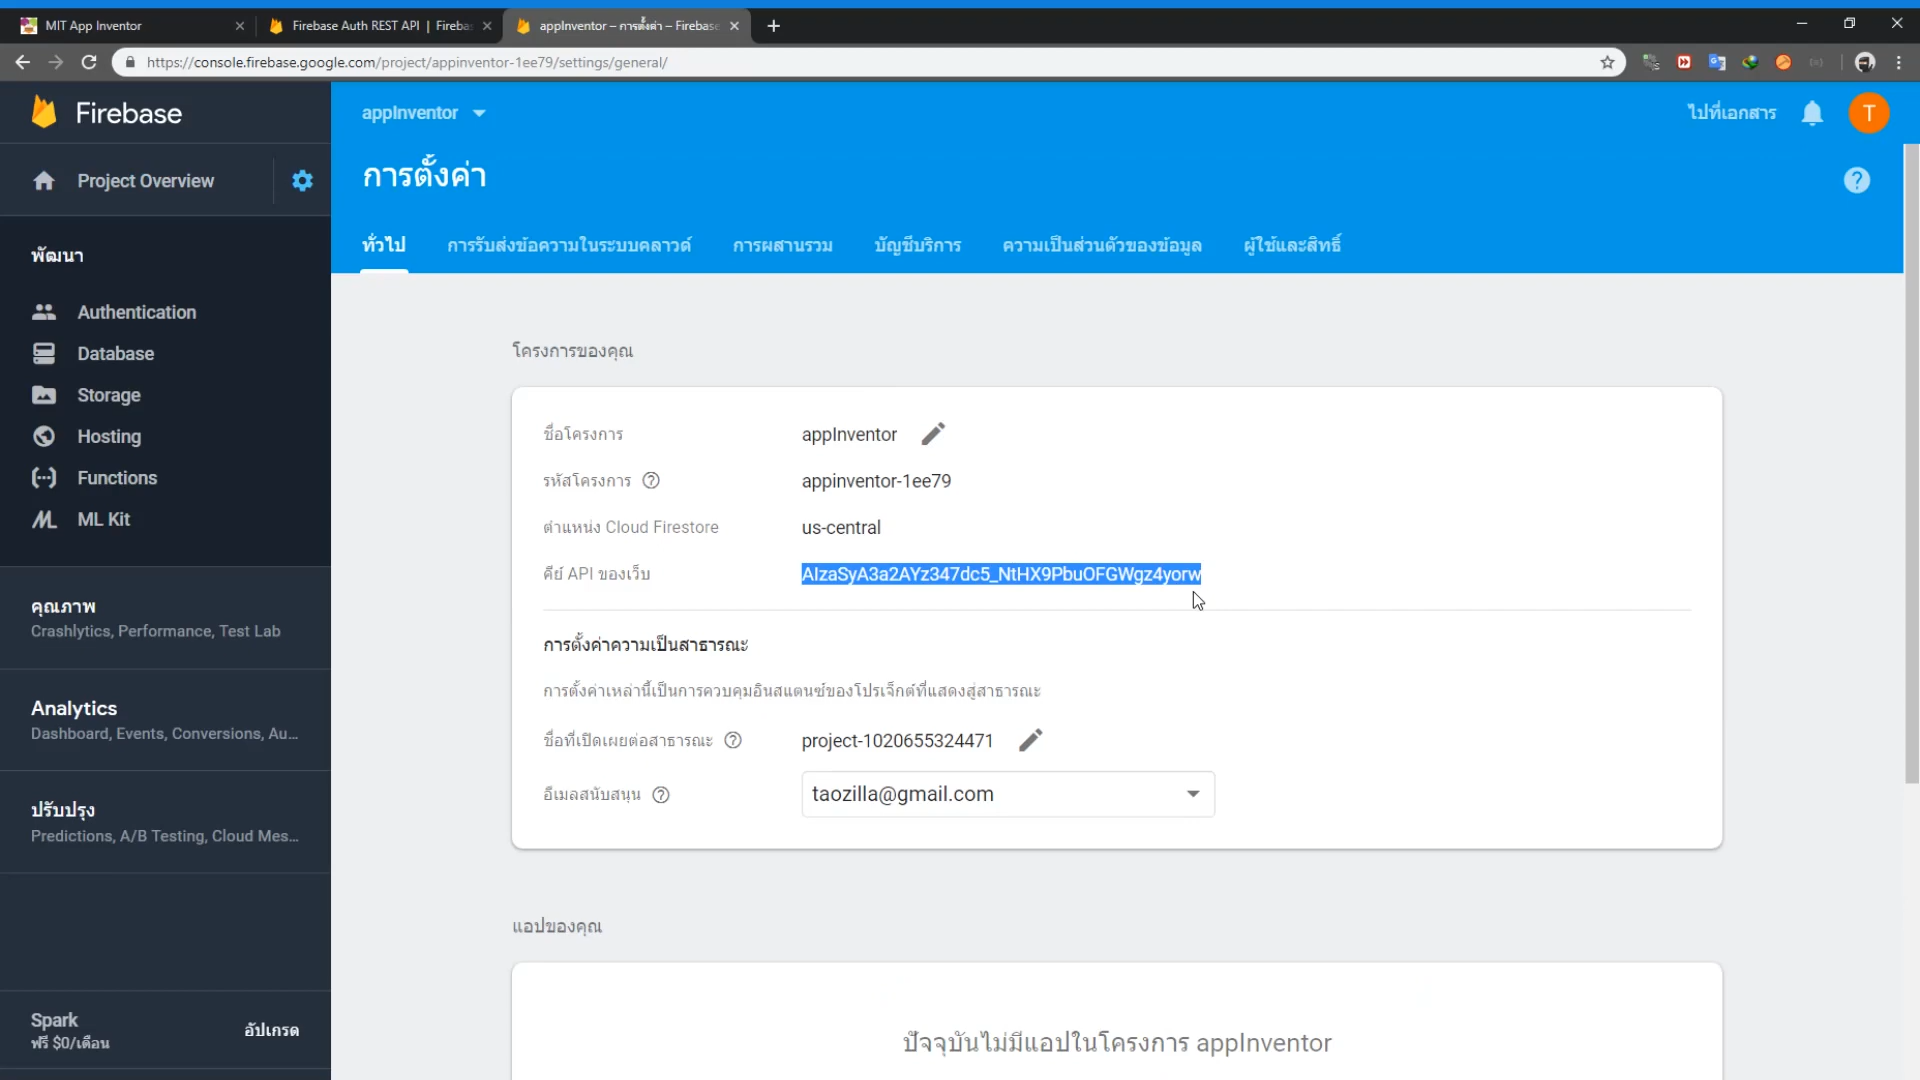 MIT App Inventor
Firebase Auth REST API | Firebas
appInventor – การตั้งค่า – Firebase
https://console.firebase.google.com/project/appinventor-1ee79/settings/general/
Firebase
appInventor
ไปที่เอกสาร
T
Project Overview
การตั้งค่า
ทั่วไป
การรับส่งข้อความในระบบคลาวด์
การผสานรวม
บัญชีบริการ
ความเป็นส่วนตัวของข้อมูล
ผู้ใช้และสิทธิ์
พัฒนา
Authentication
Database
Storage
Hosting
Functions
ML Kit
คุณภาพ
Crashlytics, Performance, Test Lab
Analytics
Dashboard, Events, Conversions, Au...
ปรับปรุง
Predictions, A/B Testing, Cloud Mes...
Spark
ฟรี $0/เดือน
อัปเกรด
โครงการของคุณ
ชื่อโครงการ appInventor
รหัสโครงการ appinventor-1ee79
ตำแหน่ง Cloud Firestore us-central
คีย์ API ของเว็บ AIzaSyA3a2AYz347dc5_NtHX9PbuOFGWgz4yorw
การตั้งค่าความเป็นสาธารณะ
การตั้งค่าเหล่านี้เป็นการควบคุมอินสแตนซ์ของโปรเจ็กต์ที่แสดงสู่สาธารณะ
ชื่อที่เปิดเผยต่อสาธารณะ project-1020655324471
อีเมลสนับสนุน taozilla@gmail.com
แอปของคุณ
ปัจจุบันไม่มีแอปในโครงการ appInventor